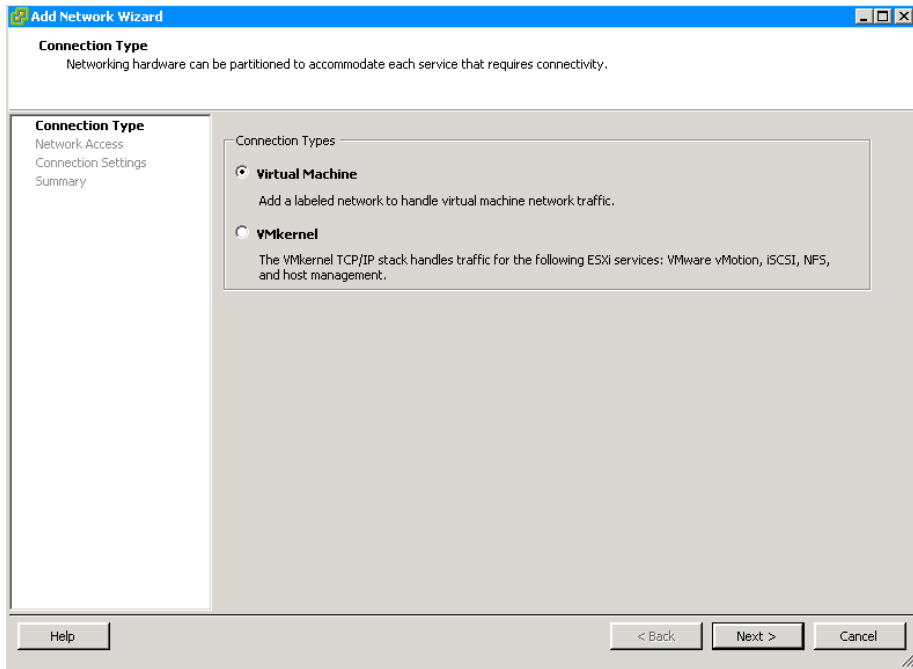 Add Network Wizard
Connection Type
Networking hardware can be partitioned to accommodate each service that requires connectivity.
Connection Type
Network Access
Connection Settings
Summary
Connection Types
Virtual Machine
Add a labeled network to handle virtual machine network traffic.
VMkernel
The VMkernel TCP/IP stack handles traffic for the following ESXi services: VMware vMotion, iSCSI, NFS,
and host management.
Help
< Back
Next >
Cancel